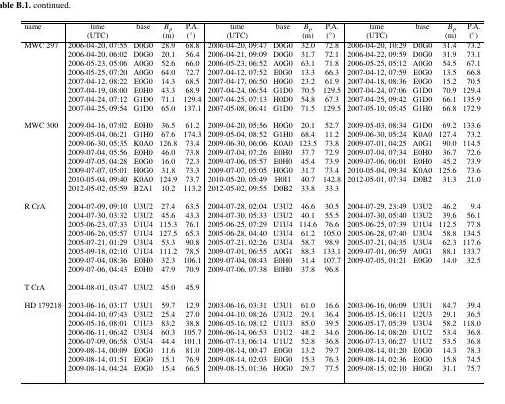 able B.1. continued.
name time base Bp P.A. time base Bp P.A. time base Bp P.A.
(UTC) (m) (°) (UTC) (m) (°) (UTC) (m) (°)
MWC 297 2006-04-20, 07:55 D0G0 28.9 68.8 2006-04-20, 09:47 D0G0 32.0 72.8 2006-04-20, 10:29 D0G0 31.4 73.2
2006-04-20, 06:02 D0G0 20.1 56.4 2006-04-21, 09:09 D0G0 31.7 72.1 2006-04-22, 09:59 D0G0 31.9 73.1
2006-05-23, 05:06 A0G0 52.6 66.0 2006-05-23, 06:52 A0G0 63.1 71.8 2006-05-25, 05:12 A0G0 54.5 67.1
2006-05-25, 07:20 A0G0 64.0 72.7 2007-04-12, 07:52 E0G0 13.3 66.3 2007-04-12, 07:59 E0G0 13.5 66.8
2007-04-12, 08:22 E0G0 14.3 68.5 2007-04-17, 06:50 H0G0 23.2 61.9 2007-04-18, 08:36 E0G0 15.2 70.5
2007-04-19, 08:00 E0H0 43.3 68.9 2007-04-24, 06:54 G1D0 70.5 129.5 2007-04-24, 07:06 G1D0 70.9 129.4
2007-04-24, 07:12 G1D0 71.1 129.4 2007-04-25, 07:13 H0D0 54.8 67.3 2007-04-25, 09:42 G1D0 66.1 135.9
2007-04-25, 09:54 G1D0 65.0 137.1 2007-05-08, 06:41 G1D0 71.5 129.5 2007-05-10, 05:45 G1H0 66.8 172.9
MWC 300 2009-04-16, 07:02 E0H0 36.5 61.2 2009-04-20, 05:56 H0G0 20.1 52.7 2009-05-03, 08:34 G1D0 69.2 133.6
2009-05-04, 06:21 G1H0 67.6 174.3 2009-05-04, 08:52 G1H0 68.4 11.2 2009-06-30, 05:24 K0A0 127.4 73.2
2009-06-30, 05:35 K0A0 126.8 73.4 2009-06-30, 06:06 K0A0 123.5 73.8 2009-07-01, 04:25 A0G1 90.0 114.5
2009-07-04, 05:56 E0H0 46.0 73.8 2009-07-04, 07:26 E0H0 37.7 72.9 2009-07-04, 07:34 E0H0 36.7 72.6
2009-07-05, 04:28 E0G0 16.0 72.3 2009-07-06, 05:57 E0H0 45.4 73.9 2009-07-06, 06:01 E0H0 45.2 73.9
2009-07-07, 05:01 H0G0 31.8 73.3 2009-07-07, 05:05 H0G0 31.7 73.4 2010-05-04, 09:34 K0A0 125.6 73.6
2010-05-04, 09:40 K0A0 124.9 73.7 2010-05-20, 05:49 H0I1 40.7 142.8 2012-05-01, 07:34 D0B2 31.3 21.0
2012-05-02, 05:59 B2A1 10.2 113.2 2012-05-02, 09:55 D0B2 33.8 33.3
R CrA 2004-07-09, 09:10 U3U2 27.4 63.5 2004-07-28, 02:04 U3U2 46.6 30.5 2004-07-29, 23:49 U3U2 46.2 9.4
2004-07-30, 03:32 U3U2 45.6 43.3 2004-07-30, 05:33 U3U2 40.1 55.5 2004-07-30, 05:40 U3U2 39.6 56.1
2005-06-23, 07:33 U1U4 115.3 76.1 2005-06-25, 07:29 U1U4 114.6 76.6 2005-06-25, 07:39 U1U4 112.5 77.8
2005-06-26, 05:57 U1U4 127.5 65.3 2005-06-28, 04:40 U3U4 61.2 105.0 2005-06-28, 07:40 U3U4 58.8 134.5
2005-07-21, 01:29 U3U4 53.3 90.8 2005-07-21, 02:26 U3U4 58.7 98.9 2005-07-21, 04:35 U3U4 62.3 117.6
2005-09-18, 02:10 U1U4 111.2 78.5 2009-07-01, 06:55 A0G1 88.3 133.1 2009-07-01, 06:59 A0G1 88.1 133.7
2009-07-04, 08:36 E0H0 32.3 106.1 2009-07-04, 08:43 E0H0 31.4 107.7 2009-07-05, 01:21 E0G0 14.0 32.5
2009-07-06, 04:43 E0H0 47.9 70.9 2009-07-06, 07:38 E0H0 37.8 96.8
T CrA 2004-08-01, 03:47 U3U2 45.0 45.9
HD 179218 2003-06-16, 03:17 U3U1 59.7 12.9 2003-06-16, 03:31 U3U1 61.0 16.6 2003-06-16, 06:09 U3U1 84.7 39.4
2004-04-10, 07:43 U3U2 25.4 27.0 2004-04-10, 08:26 U3U2 29.1 36.4 2006-05-15, 06:11 U2U3 29.1 36.5
2006-05-16, 08:01 U1U3 83.2 38.8 2006-05-16, 08:12 U1U3 85.0 39.5 2006-05-17, 05:39 U3U4 58.2 118.0
2006-06-11, 06:42 U3U4 60.3 105.7 2006-06-14, 06:53 U1U2 48.2 34.6 2006-06-14, 08:20 U1U2 53.4 36.8
2006-07-09, 06:58 U3U4 44.4 101.1 2006-07-13, 06:14 U1U2 52.8 36.8 2006-07-13, 06:27 U1U2 53.5 36.8
2009-08-14, 00:09 E0G0 11.6 81.0 2009-08-14, 00:47 E0G0 13.2 79.7 2009-08-14, 01:20 E0G0 14.3 78.3
2009-08-14, 01:51 E0G0 15.1 76.9 2009-08-14, 02:03 E0G0 15.3 76.3 2009-08-14, 02:36 E0G0 15.8 74.5
2009-08-14, 04:24 E0G0 15.4 66.5 2009-08-15, 01:36 H0G0 29.7 77.5 2009-08-15, 02:10 H0G0 31.1 75.7